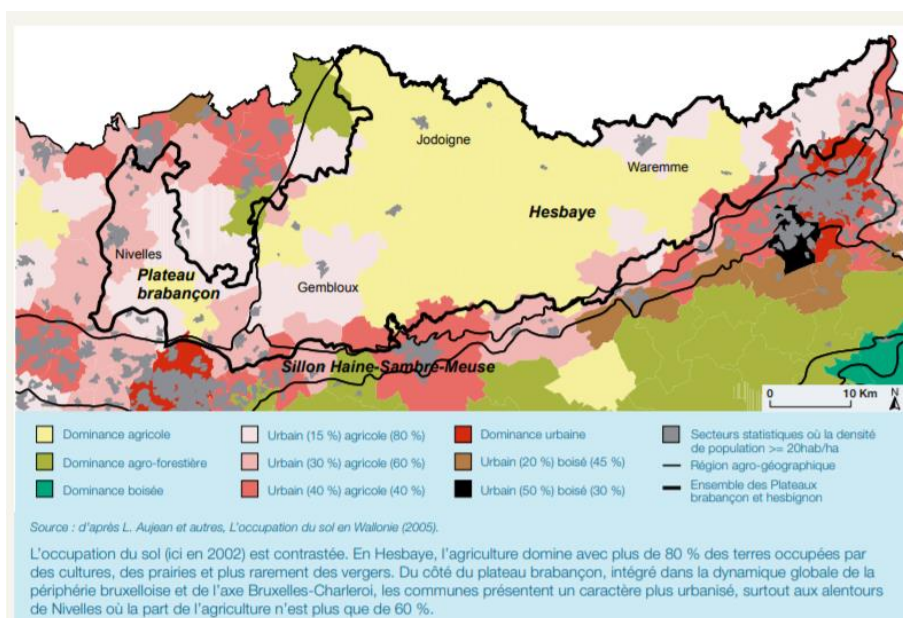 Jodoigne
Waremme
Hesbaye
Nivelles
Plateau
brabançon
Gembloux
Sillon Haine-Sambre-Meuse
0 10 Km N
Dominance agricole
Dominance agro-forestière
Dominance boisée
Urbain (15 %) agricole (80 %)
Urbain (30 %) agricole (60 %)
Urbain (40 %) agricole (40 %)
Dominance urbaine
Urbain (20 %) boisé (45 %)
Urbain (50 %) boisé (30 %)
Secteurs statistiques où la densité
de population >= 20hab/ha
Région agro-géographique
Ensemble des Plateaux
brabançon et hesbignon
Source : d'après L. Aujean et autres, L'occupation du sol en Wallonie (2005).
L'occupation du sol (ici en 2002) est contrastée. En Hesbaye, l'agriculture domine avec plus de 80 % des terres occupées par
des cultures, des prairies et plus rarement des vergers. Du côté du plateau brabançon, intégré dans la dynamique globale de la
périphérie bruxelloise et de l'axe Bruxelles-Charleroi, les communes présentent un caractère plus urbanisé, surtout aux alentours
de Nivelles où la part de l'agriculture n'est plus que de 60 %.